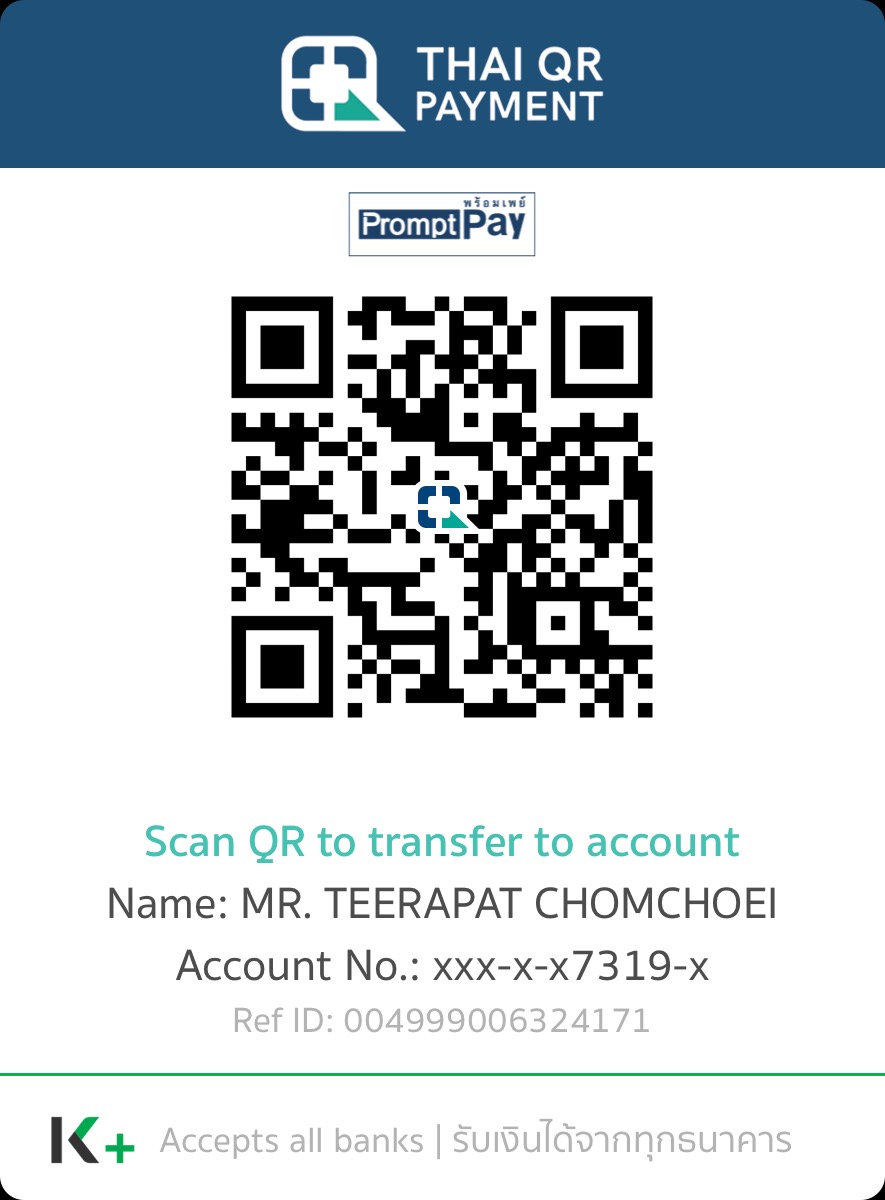 THAI QR
PAYMENT
พร้อมเพย์
PromptPay
Scan QR to transfer to account
Name: MR. TEERAPAT CHOMCHOEI
Account No.: xxx-x-x7319-x
Ref ID: 004999006324171
K+ Accepts all banks | รับเงินได้จากทุกธนาคาร